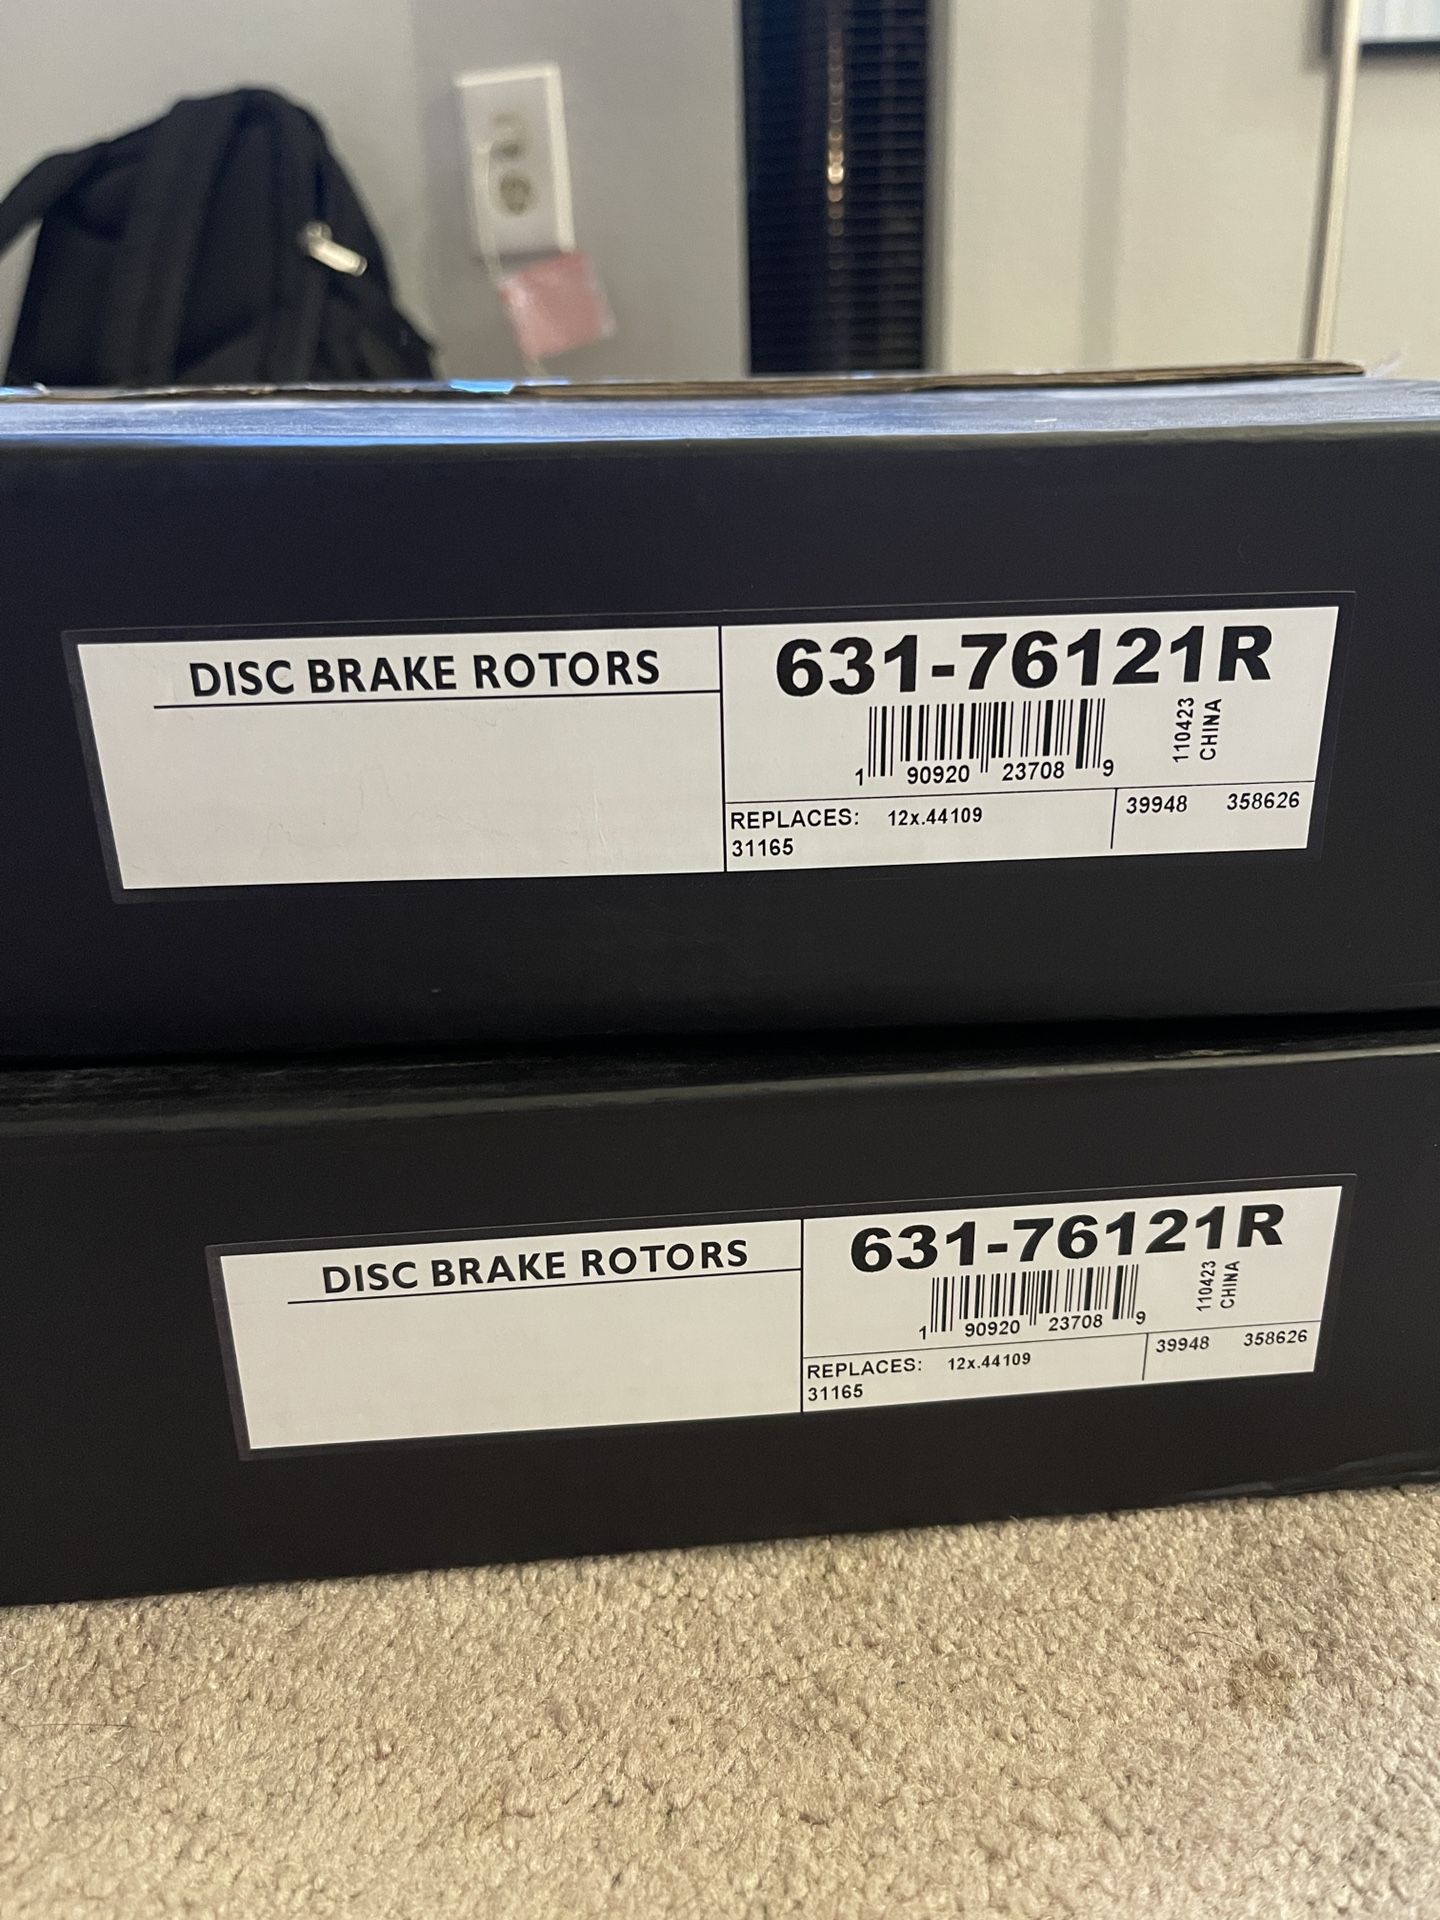 DISC BRAKE ROTORS
631-76121R
1 90920 23708 9
110423
CHINA
REPLACES: 12x.44109
31165
39948 358626
DISC BRAKE ROTORS
631-76121R
1 90920 23708 9
110423
CHINA
REPLACES: 12x.44109
31165
39948 358626